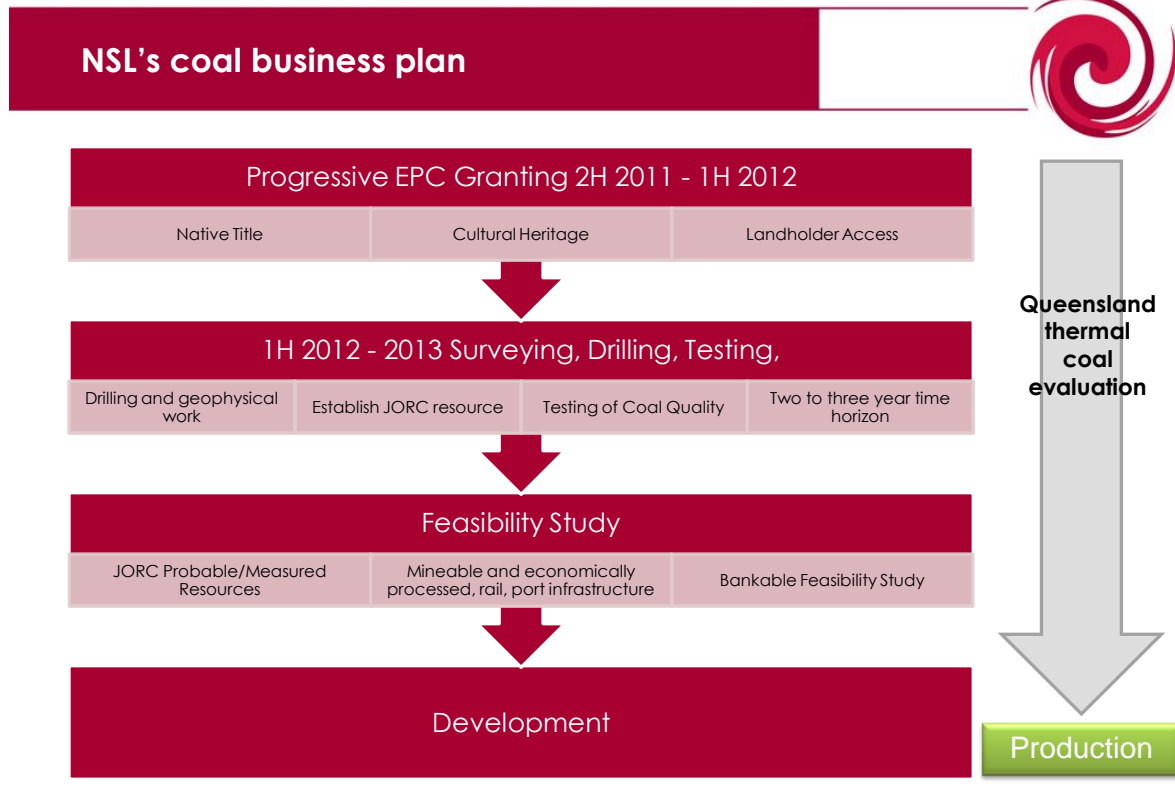 NSL's coal business plan
Progressive EPC Granting 2H 2011 - 1H 2012
Native Title
Cultural Heritage
Landholder Access
1H 2012 - 2013 Surveying, Drilling, Testing,
Drilling and geophysical
work
Establish JORC resource
Testing of Coal Quality
Two to three year time
horizon
Feasibility Study
JORC Probable/Measured
Resources
Mineable and economically
processed, rail, port infrastructure
Bankable Feasibility Study
Development
Queensland
thermal
coal
evaluation
Production